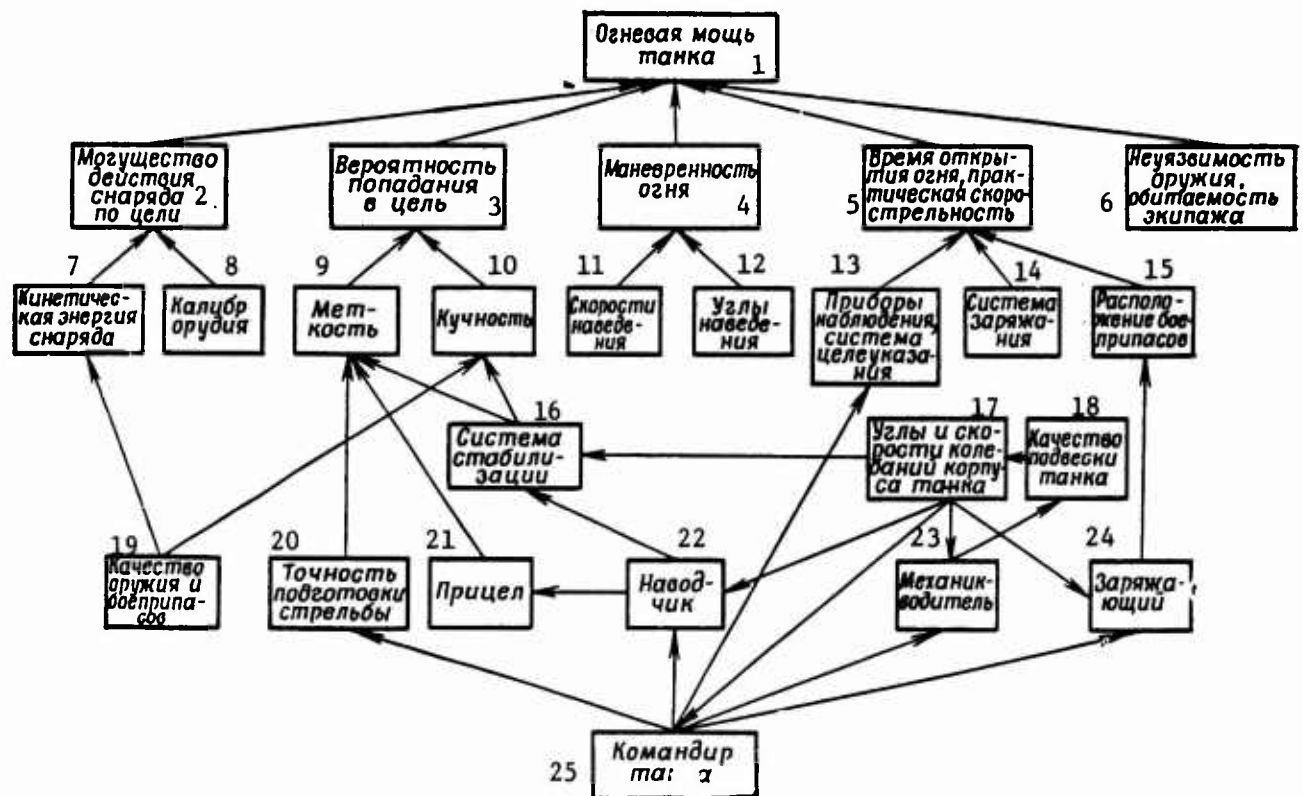 Огневая мощь
танка
1
Могущество
действия
снаряда 2.
по цели
Вероятность
попадания
в цель 3
Маневренность
огня
4
Время откры-
тия огня, прак-
5 тическая скоро-
стрельность
Неуязвимость
оружия,
6 обитаемость
экипажа
7
Кинетичес-
кая энергия
снаряда
8
Калибр
орудия
9
Мет-
кость
10
Кучность
11
Скорости
наведе-
ния
12
Углы
наведе-
ния
13
Приборы
наблюдения,
система
целеуказа-
ния
14
Система
заряжа-
ния
15
Располо-
жение бое-
припасов
16
Система
стабили-
зации
17
Углы и ско-
рости коле-
баний корпу-
са танка
18
Качество
подвески
танка
19
Качество
оружия и
боеприпа-
сов
20
Точность
подготовки
стрельбы
21
Прицел
22
Навод-
чик
23
Механик-
водитель
24
Заряжа-
ющий
Командир
25